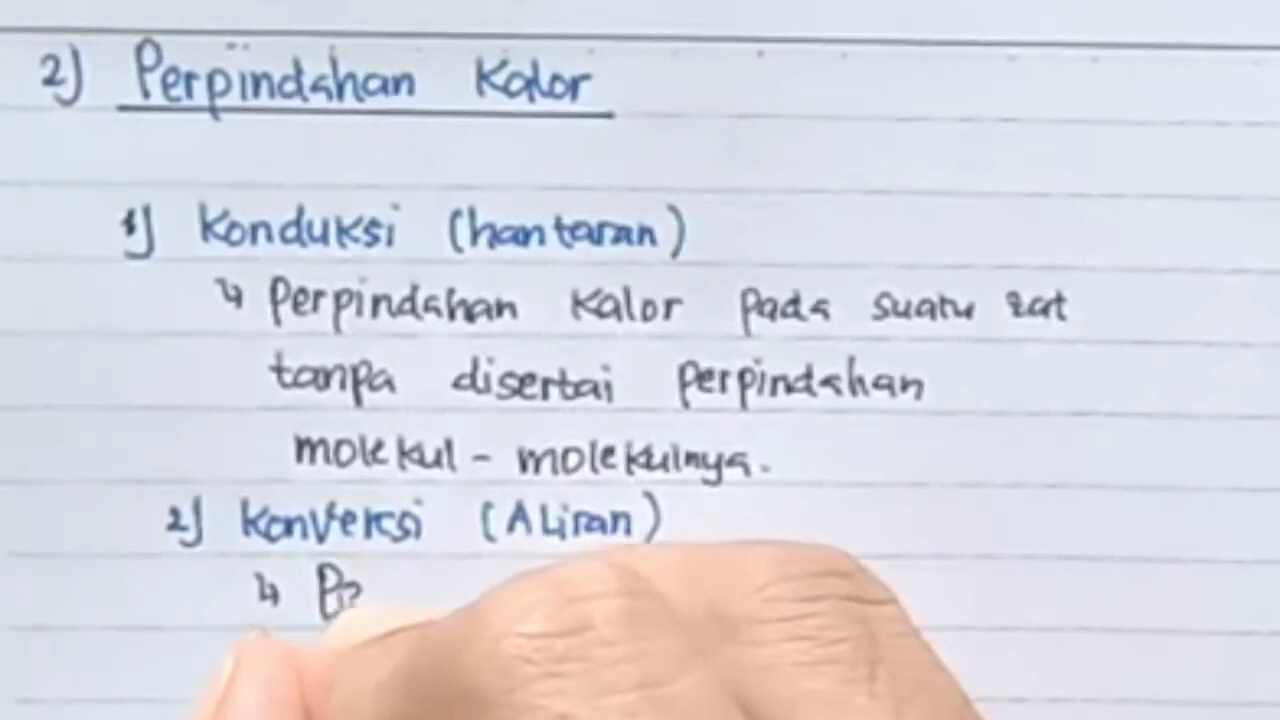 2) Perpindahan Kalor
1) Konduksi (hantaran)
↳ Perpindahan Kalor pada suatu zat
tanpa disertai perpindahan
molekul - molekulnya.
2) Konveksi (Aliran)
↳